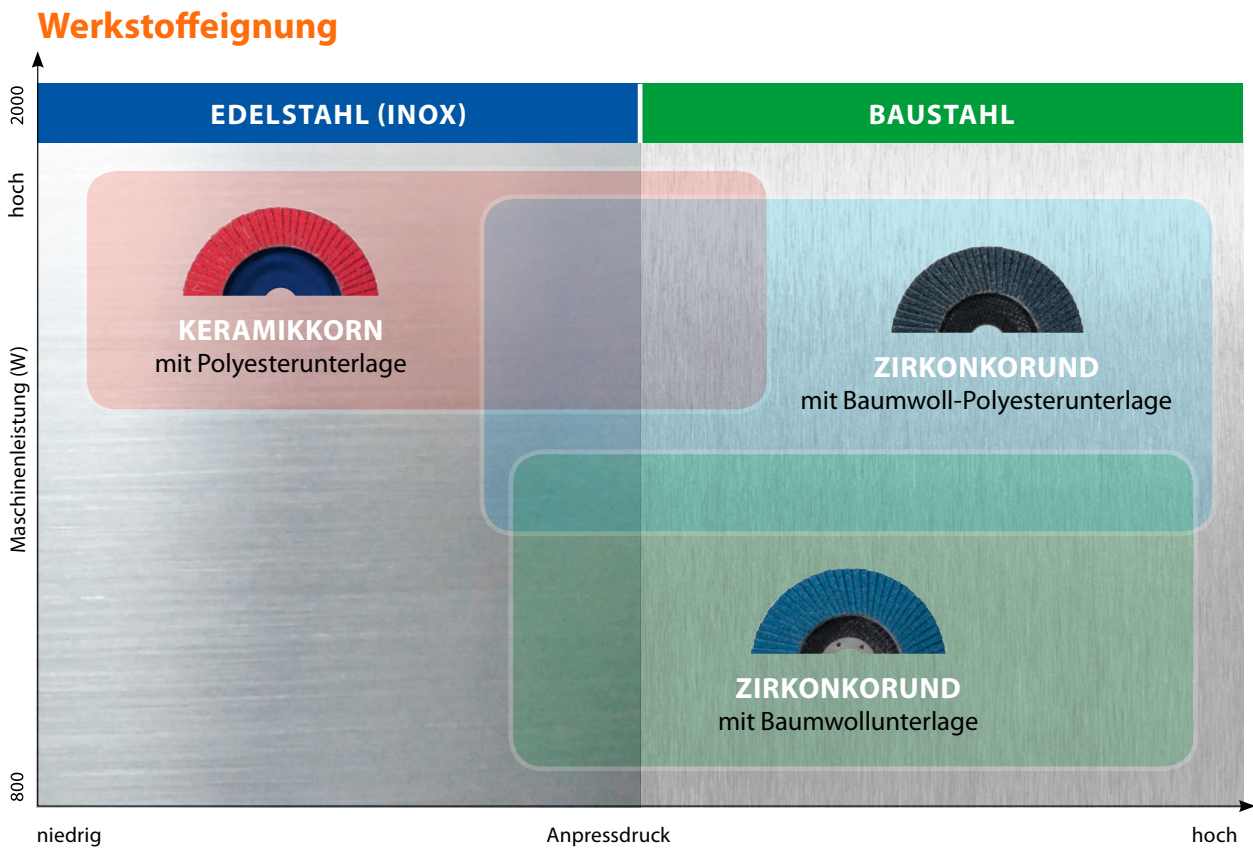 Werkstoffeignung
2000
EDELSTAHL (INOX)
BAUSTAHL
hoch
KERAMIKKORN
mit Polyesterunterlage
ZIRKONKORUND
mit Baumwoll-Polyesterunterlage
Maschinenleistung (W)
ZIRKONKORUND
mit Baumwollunterlage
800
niedrig
Anpressdruck
hoch